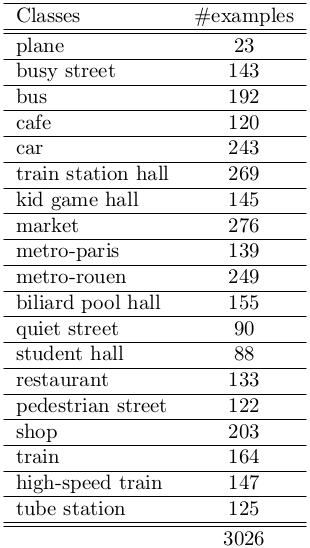 Classes #examples
plane 23
busy street 143
bus 192
cafe 120
car 243
train station hall 269
kid game hall 145
market 276
metro-paris 139
metro-rouen 249
biliard pool hall 155
quiet street 90
student hall 88
restaurant 133
pedestrian street 122
shop 203
train 164
high-speed train 147
tube station 125
3026